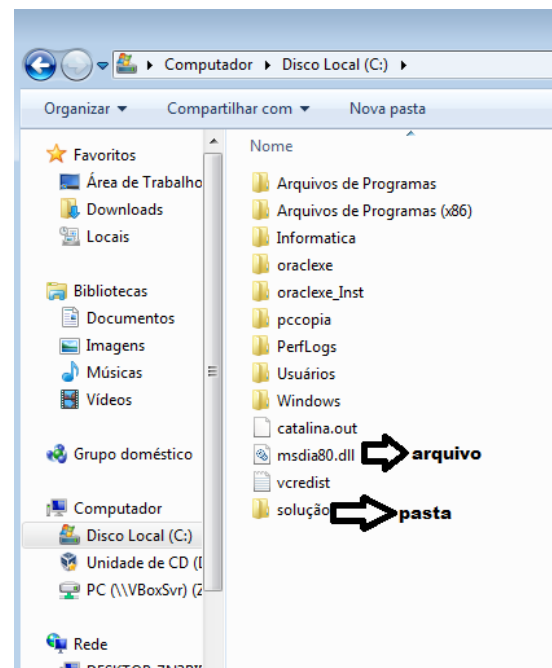 Computador ▸ Disco Local (C:) ▸
Organizar Compartilhar com Nova pasta
Favoritos
Área de Trabalho
Downloads
Locais
Bibliotecas
Documentos
Imagens
Músicas
Vídeos
Grupo doméstico
Computador
Disco Local (C:)
Unidade de CD (
PC (\\VBoxSvr) (Z
Rede
Nome
Arquivos de Programas
Arquivos de Programas (x86)
Informatica
oraclexe
oraclexe_Inst
pccopia
PerfLogs
Usuários
Windows
catalina.out
msdia80.dll arquivo
vcredist
solução pasta